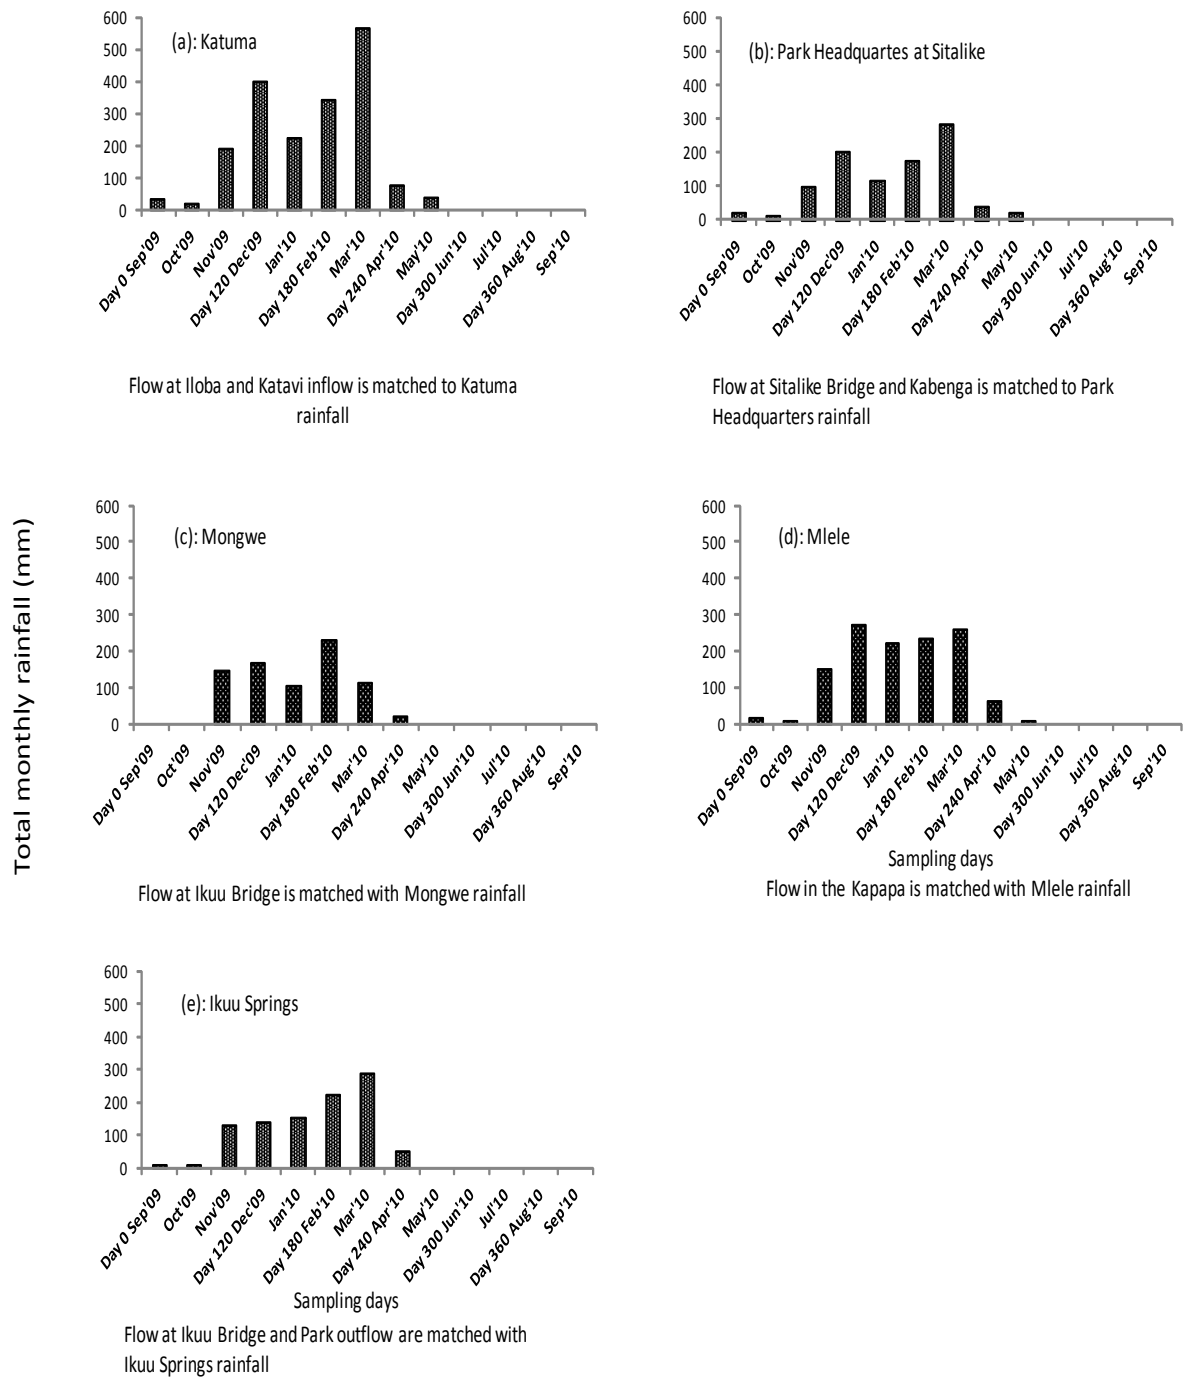 Total monthly rainfall (mm)
600
500
400
300
200
100
0
(a): Katuma
Day 0 Sep'09
Oct'09
Nov'09
Day 120 Dec'09
Jan'10
Day 180 Feb'10
Mar'10
Day 240 Apr'10
May'10
Day 300 Jun'10
Jul'10
Day 360 Aug'10
Sep'10
Flow at Iloba and Katavi inflow is matched to Katuma
rainfall
600
500
400
300
200
100
0
(b): Park Headquartes at Sitalike
Day 0 Sep'09
Oct'09
Nov'09
Day 120 Dec'09
Jan'10
Day 180 Feb'10
Mar'10
Day 240 Apr'10
May'10
Day 300 Jun'10
Jul'10
Day 360 Aug'10
Sep'10
Flow at Sitalike Bridge and Kabenga is matched to Park
Headquarters rainfall
600
500
400
300
200
100
0
(c): Mongwe
Day 0 Sep'09
Oct'09
Nov'09
Day 120 Dec'09
Jan'10
Day 180 Feb'10
Mar'10
Day 240 Apr'10
May'10
Day 300 Jun'10
Jul'10
Day 360 Aug'10
Sep'10
Flow at Ikuu Bridge is matched with Mongwe rainfall
600
500
400
300
200
100
0
(d): Mlele
Day 0 Sep'09
Oct'09
Nov'09
Day 120 Dec'09
Jan'10
Day 180 Feb'10
Mar'10
Day 240 Apr'10
May'10
Day 300 Jun'10
Jul'10
Day 360 Aug'10
Sep'10
Sampling days
Flow in the Kapapa is matched with Mlele rainfall
600
500
400
300
200
100
0
(e): Ikuu Springs
Day 0 Sep'09
Oct'09
Nov'09
Day 120 Dec'09
Jan'10
Day 180 Feb'10
Mar'10
Day 240 Apr'10
May'10
Day 300 Jun'10
Jul'10
Day 360 Aug'10
Sep'10
Sampling days
Flow at Ikuu Bridge and Park outflow are matched with
Ikuu Springs rainfall